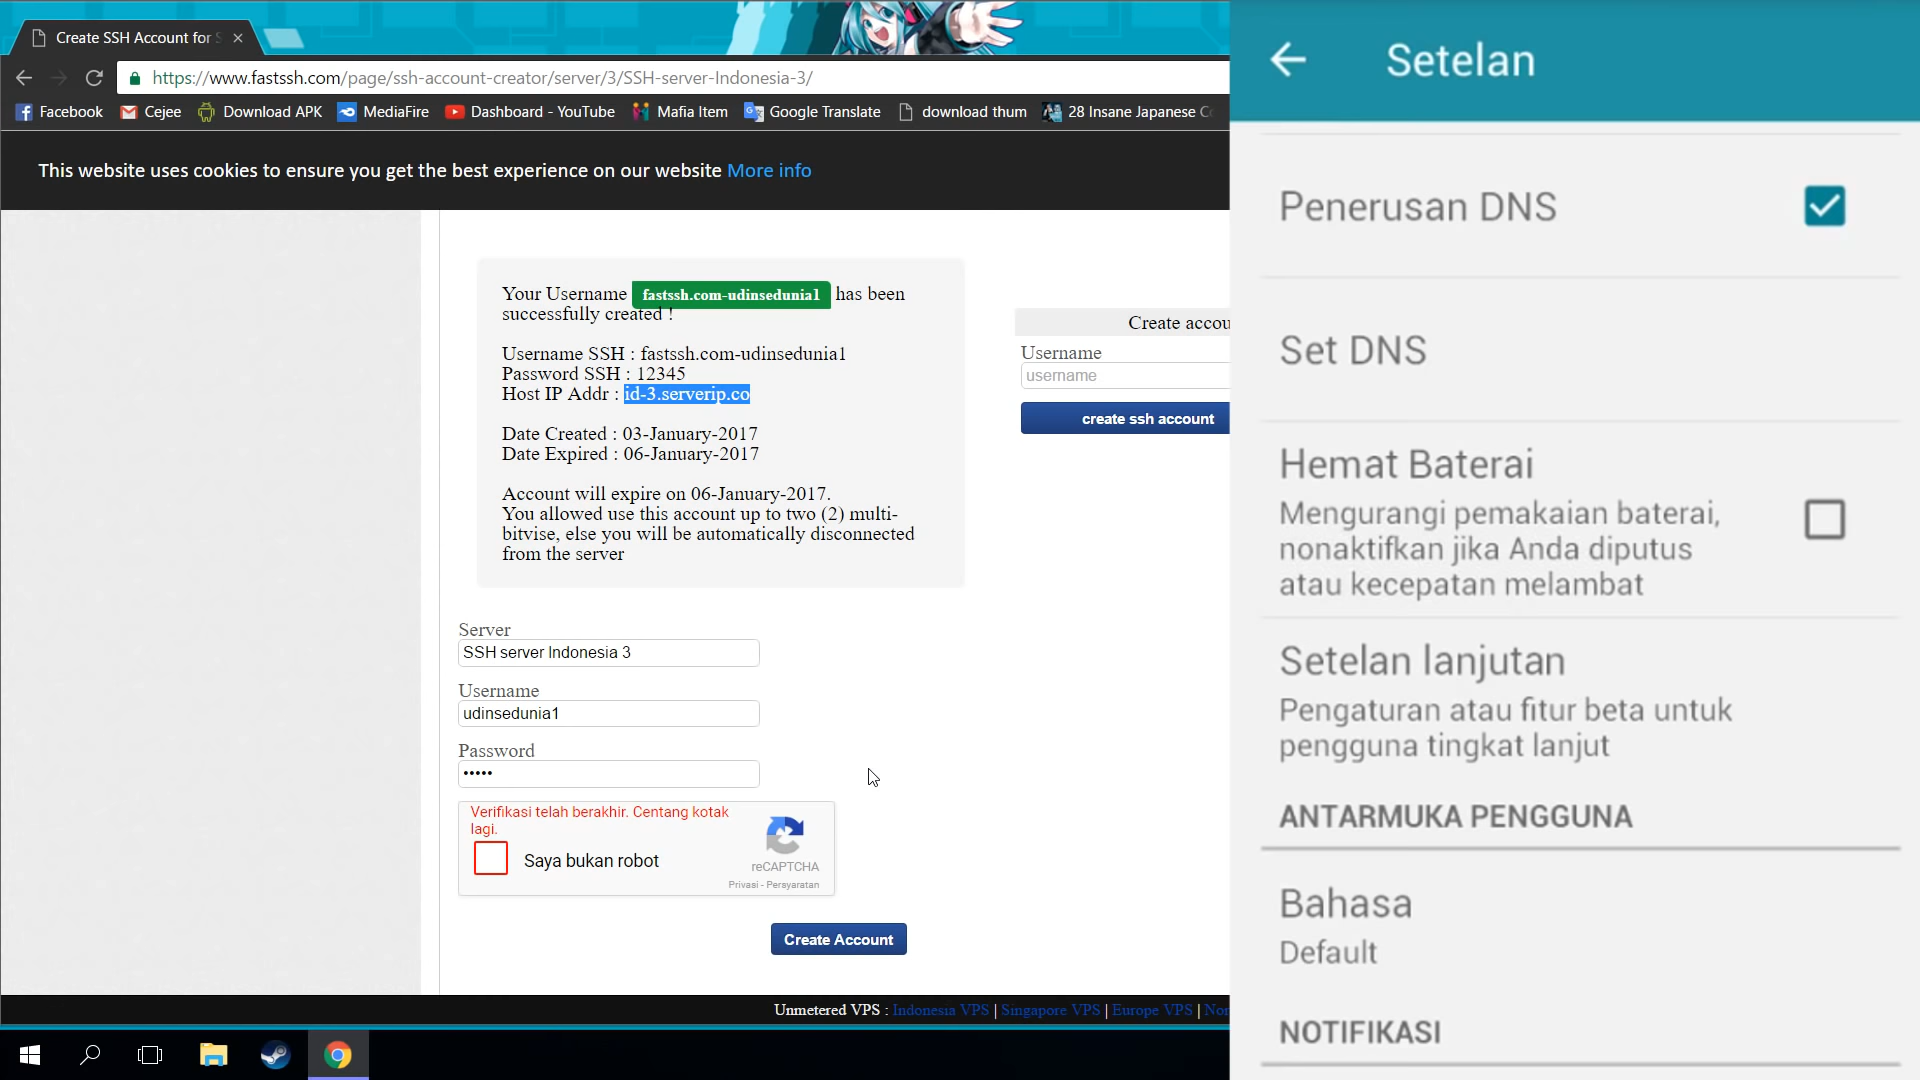 Create SSH Account for S
https://www.fastssh.com/page/ssh-account-creator/server/3/SSH-server-Indonesia-3/
Facebook Cejee Download APK MediaFire Dashboard - YouTube Mafia Item Google Translate download thum 28 Insane Japanese C
This website uses cookies to ensure you get the best experience on our website More info
Your Username fastssh.com-udinsedunia1 has been
successfully created !
Username SSH : fastssh.com-udinsedunia1
Password SSH : 12345
Host IP Addr : id-3.serverip.co
Date Created : 03-January-2017
Date Expired : 06-January-2017
Account will expire on 06-January-2017.
You allowed use this account up to two (2) multi-
bitvise, else you will be automatically disconnected
from the server
Server
SSH server Indonesia 3
Username
udinsedunia1
Password
•••••
Verifikasi telah berakhir. Centang kotak
lagi.
Saya bukan robot
reCAPTCHA
Privasi - Persyaratan
Create Account
Create accou
Username
username
create ssh account
Unmetered VPS : Indonesia VPS | Singapore VPS | Europe VPS | Nor
Setelan
Penerusan DNS
Set DNS
Hemat Baterai
Mengurangi pemakaian baterai,
nonaktifkan jika Anda diputus
atau kecepatan melambat
Setelan lanjutan
Pengaturan atau fitur beta untuk
pengguna tingkat lanjut
ANTARMUKA PENGGUNA
Bahasa
Default
NOTIFIKASI